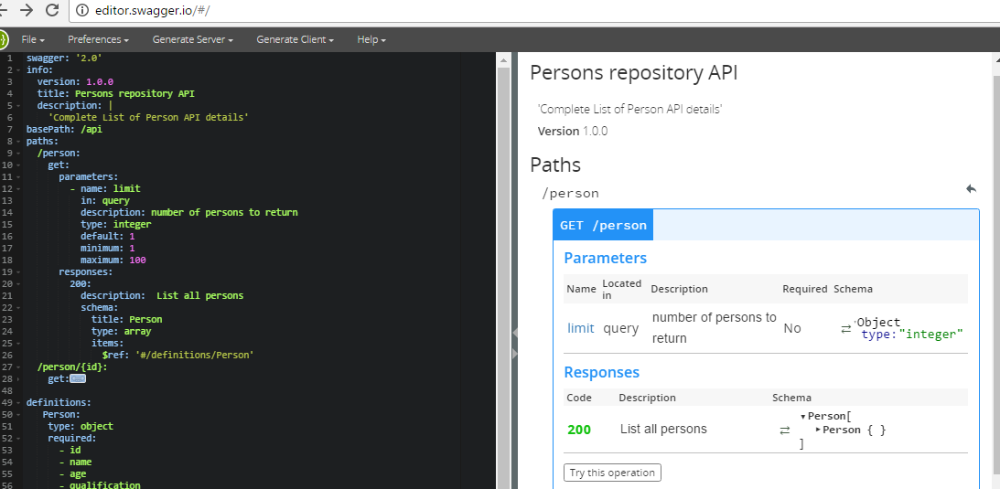 editor.swagger.io/#/
File Preferences Generate Server Generate Client Help
1 swagger: '2.0'
2 info:
3 version: 1.0.0
4 title: Persons repository API
5 description: |
6 'Complete List of Person API details'
7 basePath: /api
8 paths:
9 /person:
10 get:
11 parameters:
12 - name: limit
13 in: query
14 description: number of persons to return
15 type: integer
16 default: 1
17 minimum: 1
18 maximum: 100
19 responses:
20 200:
21 description:  List all persons
22 schema:
23 title: Person
24 type: array
25 items:
26 $ref: '#/definitions/Person'
27 /person/{id}:
28 get:
48
49 definitions:
50 Person:
51 type: object
52 required:
53 - id
54 - name
55 - age
56 - qualification
Persons repository API
'Complete List of Person API details'
Version 1.0.0
Paths
/person
GET /person
Parameters
Name Located in Description Required Schema
limit query number of persons to return No Object type:"integer"
Responses
Code Description Schema
200 List all persons Person[
Person { }
]
Try this operation